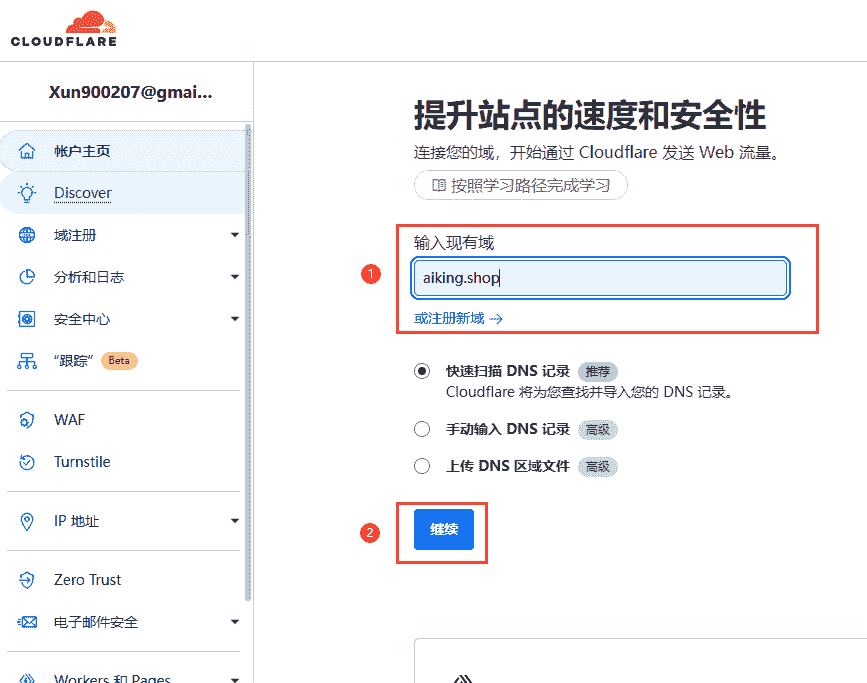 CLOUDFLARE
Xun900207@gmai...
帐户主页
Discover
域注册
分析和日志
安全中心
“跟踪” Beta
WAF
Turnstile
IP 地址
Zero Trust
电子邮件安全
Workers 和 Pages
提升站点的速度和安全性
连接您的域，开始通过 Cloudflare 发送 Web 流量。
按照学习路径完成学习
1
输入现有域
aiking.shop
或注册新域 →
快速扫描 DNS 记录 推荐
Cloudflare 将为您查找并导入您的 DNS 记录。
手动输入 DNS 记录 高级
上传 DNS 区域文件 高级
2
继续